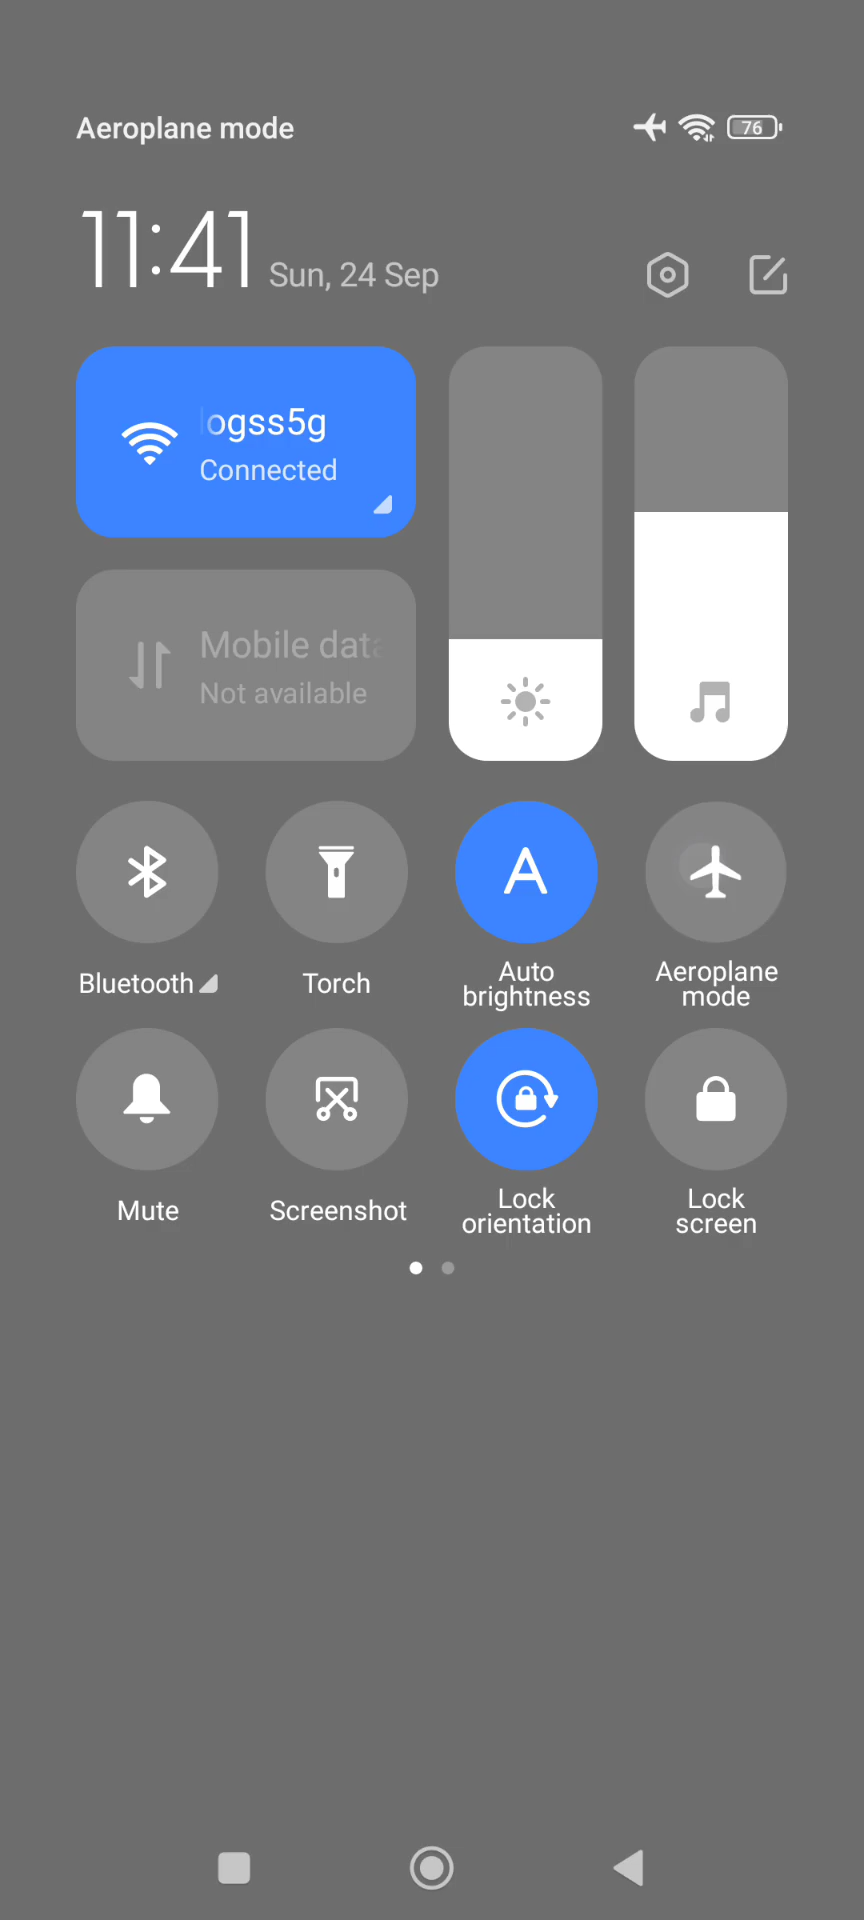 Aeroplane mode
76
11:41 Sun, 24 Sep
ogss5g
Connected
Mobile data
Not available
A
Bluetooth
Torch
Auto
brightness
Aeroplane
mode
Mute
Screenshot
Lock
orientation
Lock
screen